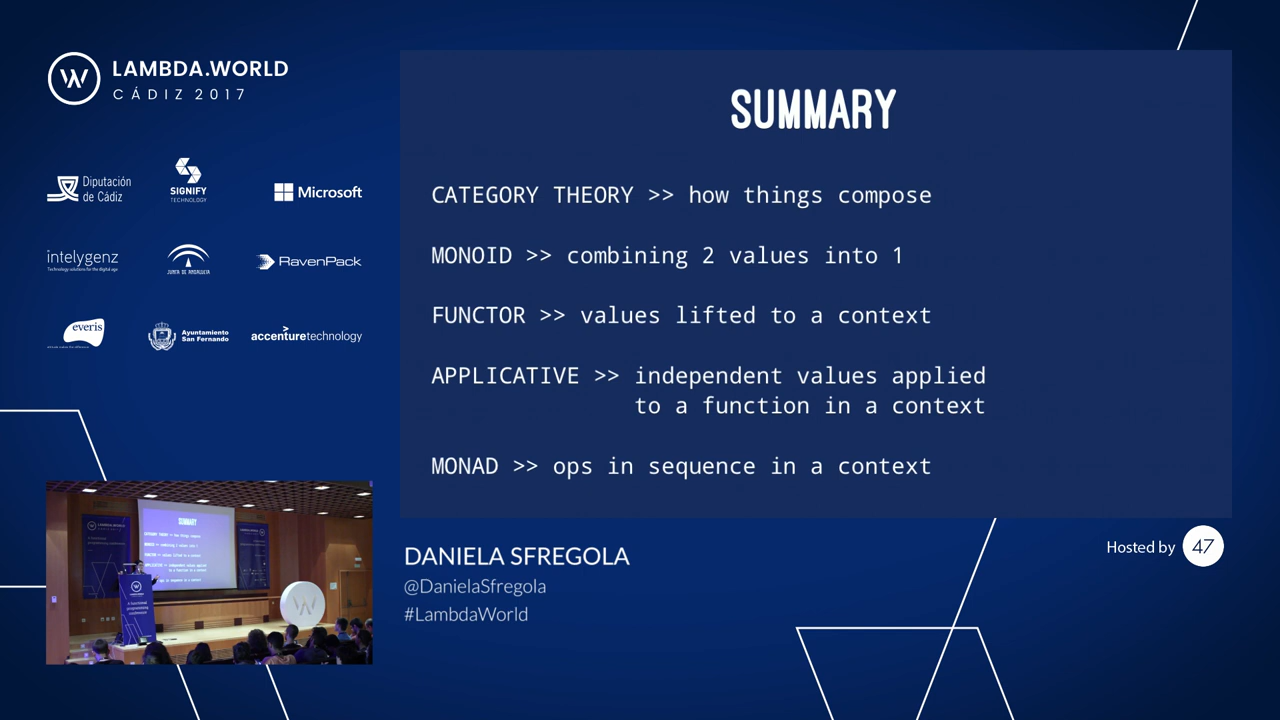 LAMBDA.WORLD
CÁDIZ 2017
Diputación
de Cádiz
SIGNIFY
TECHNOLOGY
Microsoft
intelygenz
Technology solutions for the digital age
JUNTA DE ANDALUCIA
RavenPack
everis
Ayuntamiento
San Fernando
accenturetechnology
SUMMARY
CATEGORY THEORY >> how things compose
MONOID >> combining 2 values into 1
FUNCTOR >> values lifted to a context
APPLICATIVE >> independent values applied
to a function in a context
MONAD >> ops in sequence in a context
DANIELA SFREGOLA
@DanielaSfregola
#LambdaWorld
Hosted by 47